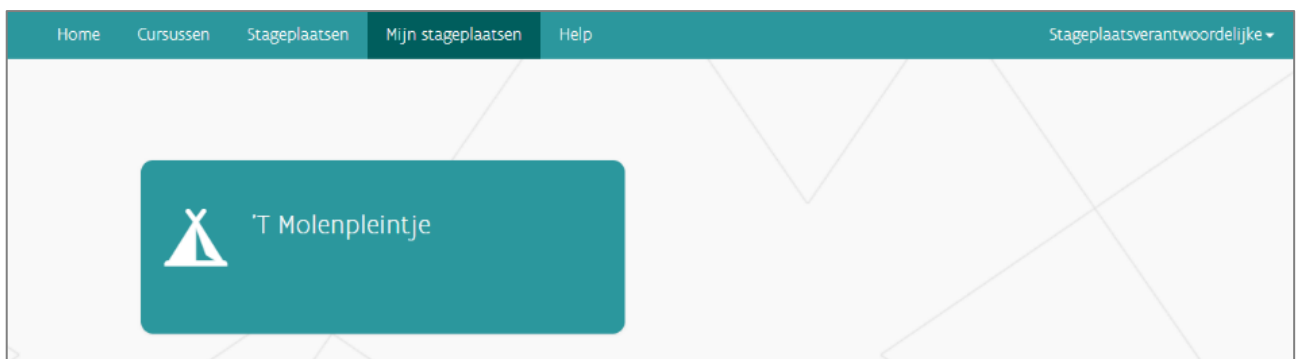 Home Cursussen Stageplaatsen Mijn stageplaatsen Help Stageplaatsverantwoordelijke
'T Molenpleintje